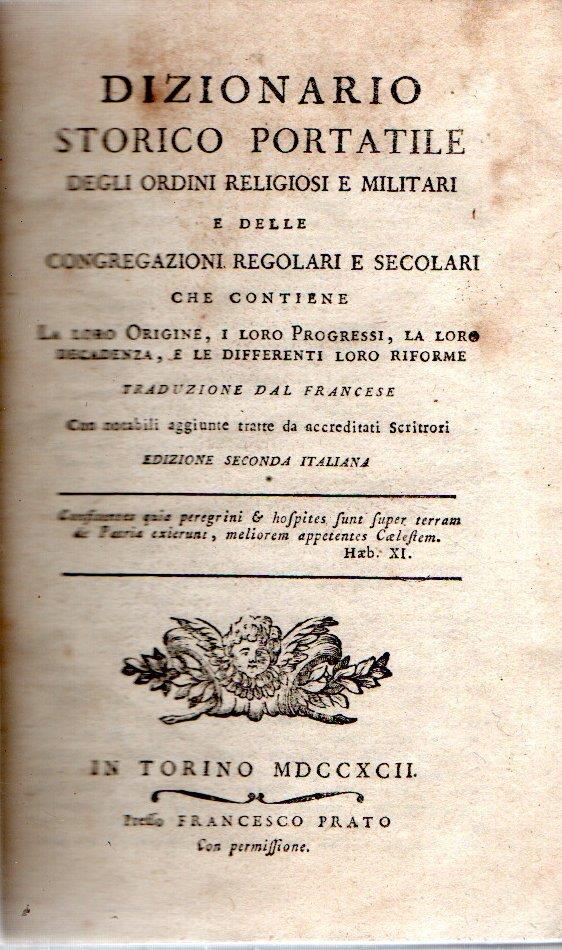 DIZIONARIO
STORICO PORTATILE
DEGLI ORDINI RELIGIOSI E MILITARI
E DELLE
CONGREGAZIONI REGOLARI E SECOLARI
CHE CONTIENE
LA LORO ORIGINE, I LORO PROGRESSI, LA LORO
DECADENZA, E LE DIFFERENTI LORO RIFORME
TRADUZIONE DAL FRANCESE
Con notabili aggiunte tratte da accreditati Scritrori
EDIZIONE SECONDA ITALIANA
Confitentes quia peregrini & hoſpites ſunt ſuper terram
de Patria exierunt, meliorem appetentes Cæleſtem.
Hæb. XI.
IN TORINO MDCCXCII.
Preſſo FRANCESCO PRATO
Con permiſſione.